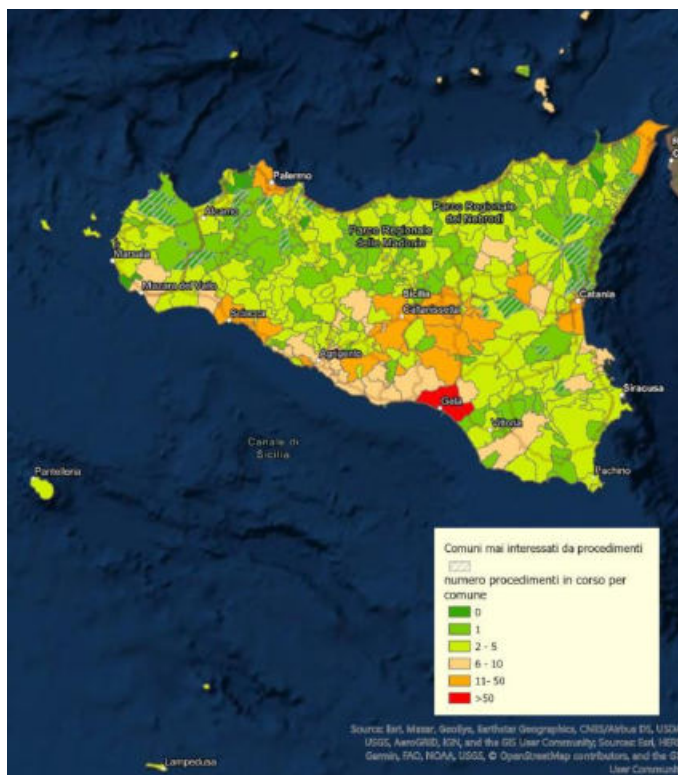 Palermo
Parco Regionale
dei Nebrodi
Alcamo
Parco Regionale
delle Madonie
Marsala
Mazara del Vallo
Sicilia
Caltanissetta
Catania
Sciacca
Agrigento
Siracusa
Gela
Vittoria
Canale di
Sicilia
Pantelleria
Pachino
Comuni mai interessati da procedimenti
numero procedimenti in corso per
comune
0
1
2 - 5
6 - 10
11- 50
>50
Source: Esri, Maxar, GeoEye, Earthstar Geographics, CNES/Airbus DS, USDA
USGS, AeroGRID, IGN, and the GIS User Community; Sources: Esri, HERE
Garmin, FAO, NOAA, USGS, © OpenStreetMap contributors, and the GIS
User Community
Lampedusa